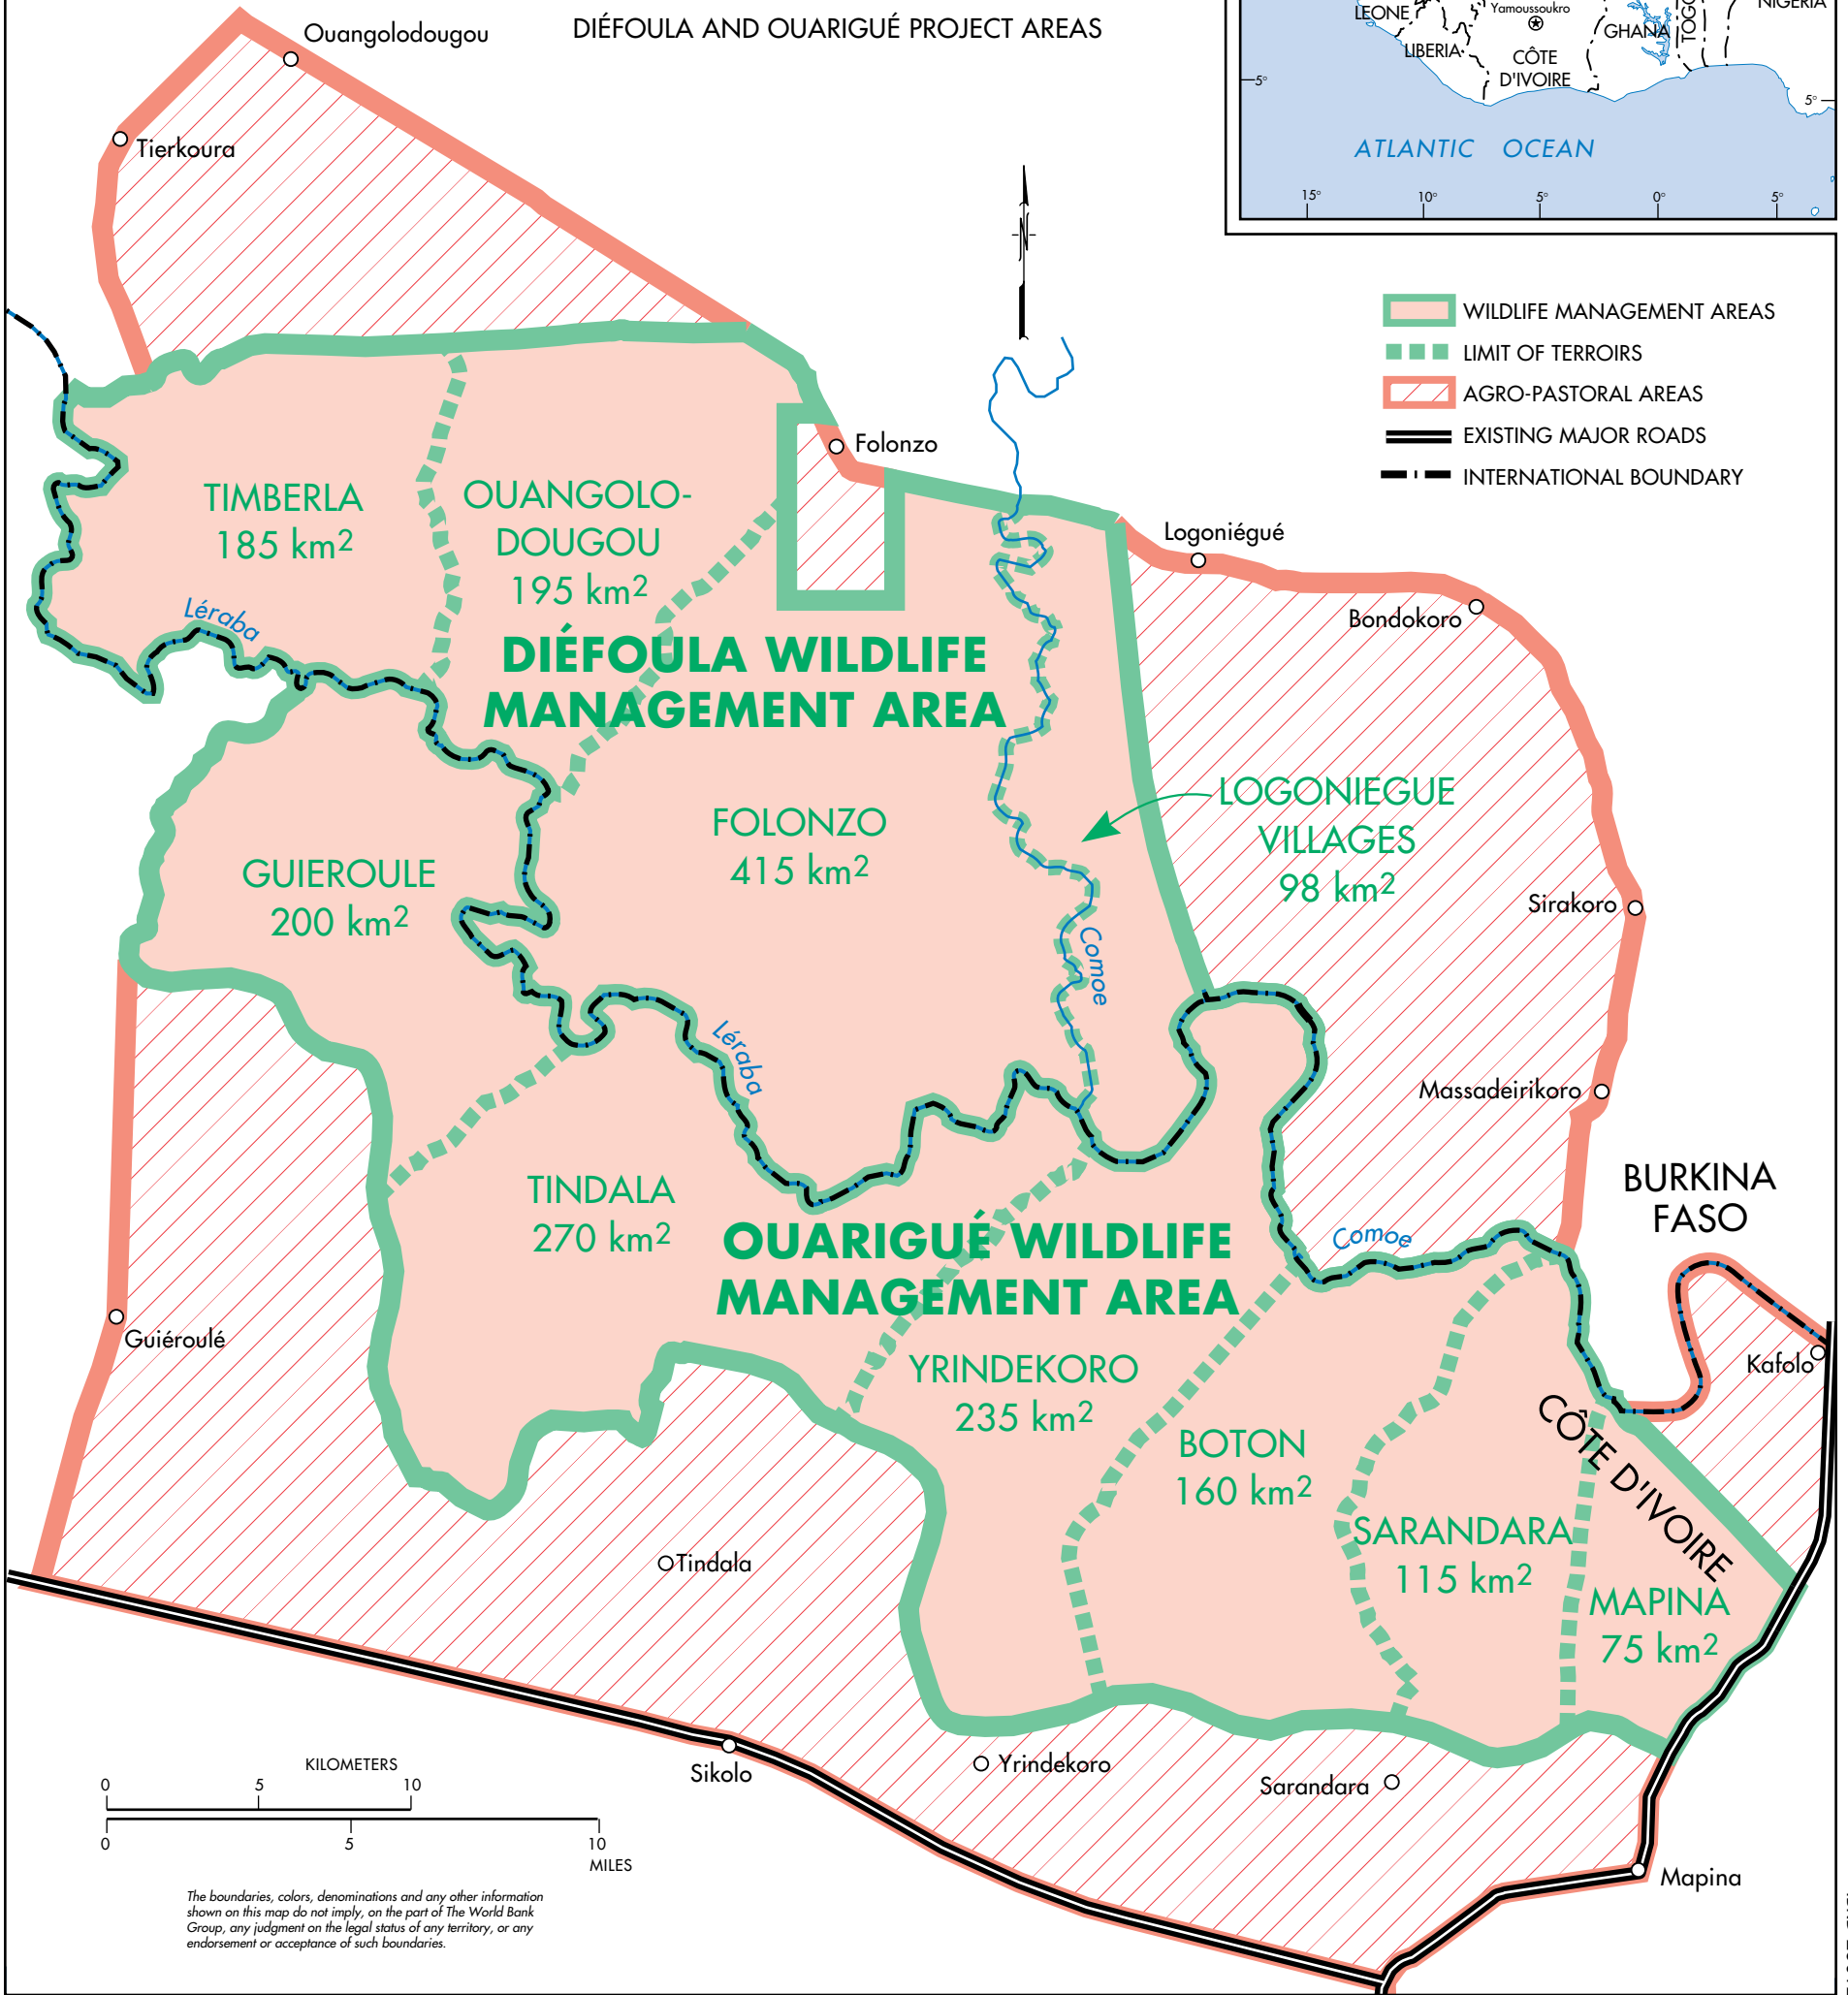 DIÉFOULA AND OUARIGUÉ PROJECT AREAS
LEONE
LIBERIA
Yamoussoukro
CÔTE
D'IVOIRE
GHANA
TOGO
NIGERIA
5°
5°
ATLANTIC OCEAN
15°
10°
5°
0°
5°
Ouangolodougou
Tierkoura
N
WILDLIFE MANAGEMENT AREAS
LIMIT OF TERROIRS
AGRO-PASTORAL AREAS
EXISTING MAJOR ROADS
INTERNATIONAL BOUNDARY
Folonzo
TIMBERLA
185 km²
OUANGOLO-
DOUGOU
195 km²
Logoniégué
Bondokoro
Léraba
DIÉFOULA WILDLIFE
MANAGEMENT AREA
LOGONIEGUE
VILLAGES
98 km²
FOLONZO
415 km²
GUIEROULE
200 km²
Sirakoro
Comoe
Léraba
Massadeirikoro
BURKINA
FASO
TINDALA
270 km²
OUARIGUÉ WILDLIFE
MANAGEMENT AREA
Comoe
Guiéroulé
Kafolo
YRINDEKORO
235 km²
CÔTE D'IVOIRE
BOTON
160 km²
SARANDARA
115 km²
MAPINA
75 km²
Tindala
Sikolo
Yrindekoro
Sarandara
Mapina
KILOMETERS
0 5 10
0 5 10
MILES
The boundaries, colors, denominations and any other information
shown on this map do not imply, on the part of The World Bank
Group, any judgment on the legal status of any territory, or any
endorsement or acceptance of such boundaries.